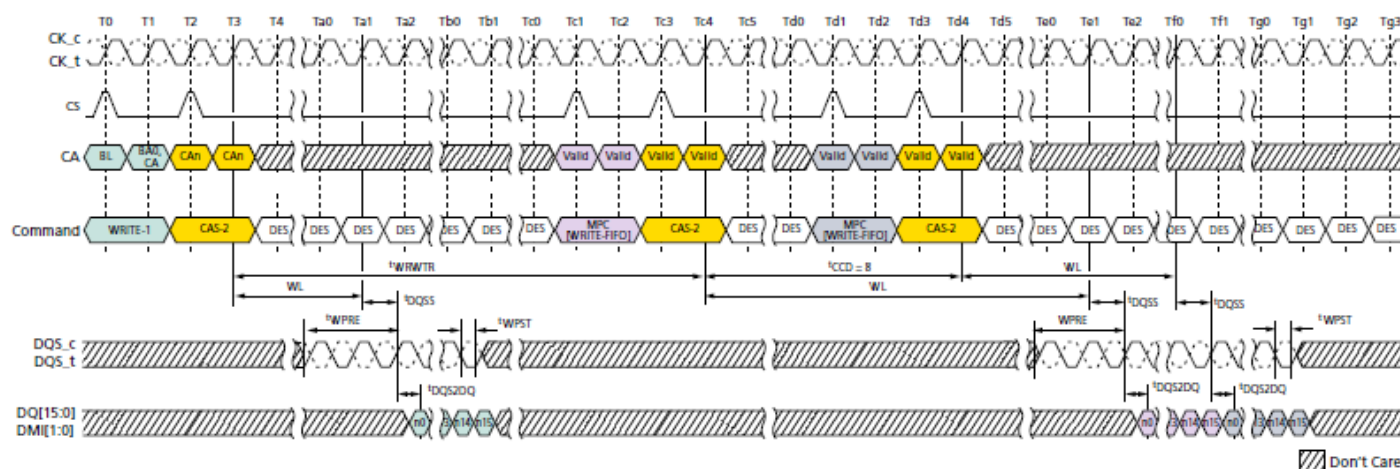 T0 T1 T2 T3 T4 Ta0 Ta1 Ta2 Tb0 Tb1 Tc0 Tc1 Tc2 Tc3 Tc4 Tc5 Td0 Td1 Td2 Td3 Td4 Td5 Te0 Te1 Te2 Tf0 Tf1 Tg0 Tg1 Tg2 Tg3
CK_c
CK_t
CS
CA BL BA0, CA CAn CAn Valid Valid Valid Valid Valid Valid Valid Valid
Command WRITE-1 CAS-2 DES DES DES DES DES DES DES MPC [WRITE-FIFO] CAS-2 DES DES MPC [WRITE-FIFO] CAS-2 DES DES DES DES DES DES DES DES DES DES
tWRWTR tCCD = 8 WL
WL WL
tDQSS tDQSS tDQSS
tWPRE tWPST WPRE tWPST
DQS_c
DQS_t
tDQS2DQ tDQS2DQ tDQS2DQ
DQ[15:0]
DMI[1:0]
n0 n14 n15 n0 n14 n15 n0 n14 n15
Don't Care